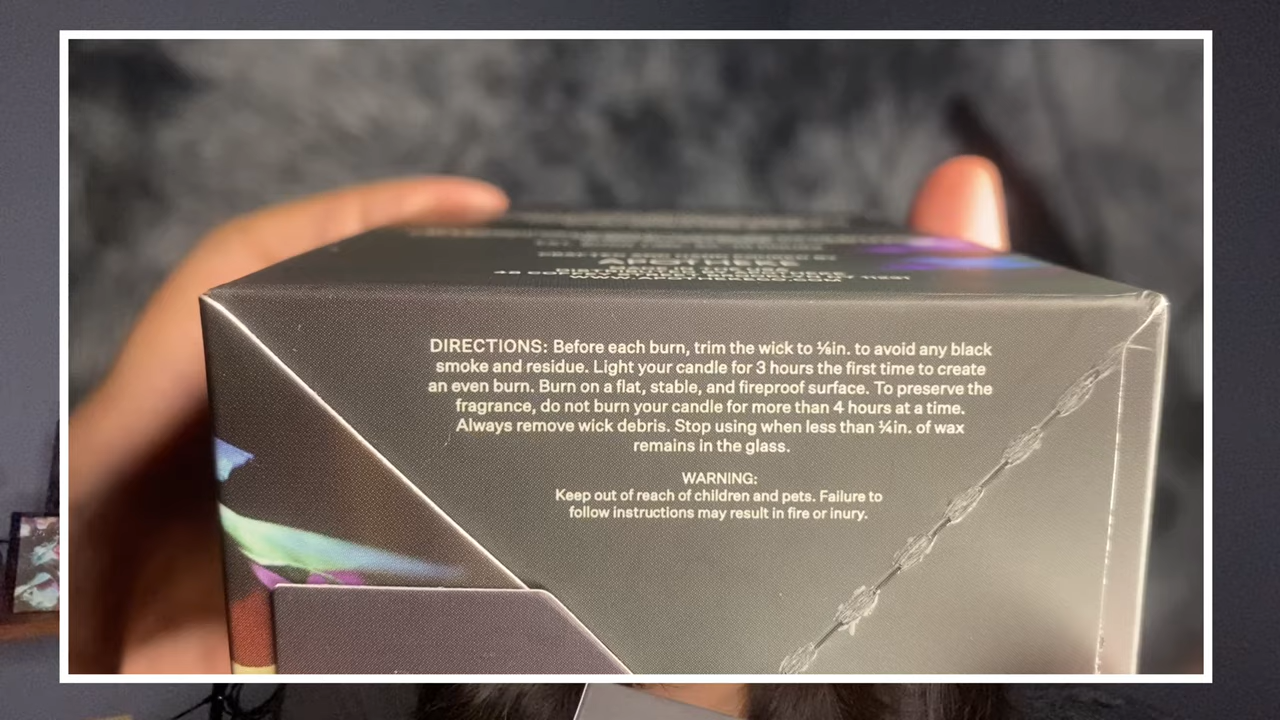 APOTHEKE
WWW.APOTHEKECO.COM
DIRECTIONS: Before each burn, trim the wick to ⅛in. to avoid any black
smoke and residue. Light your candle for 3 hours the first time to create
an even burn. Burn on a flat, stable, and fireproof surface. To preserve the
fragrance, do not burn your candle for more than 4 hours at a time.
Always remove wick debris. Stop using when less than ¼in. of wax
remains in the glass.
WARNING:
Keep out of reach of children and pets. Failure to
follow instructions may result in fire or inury.